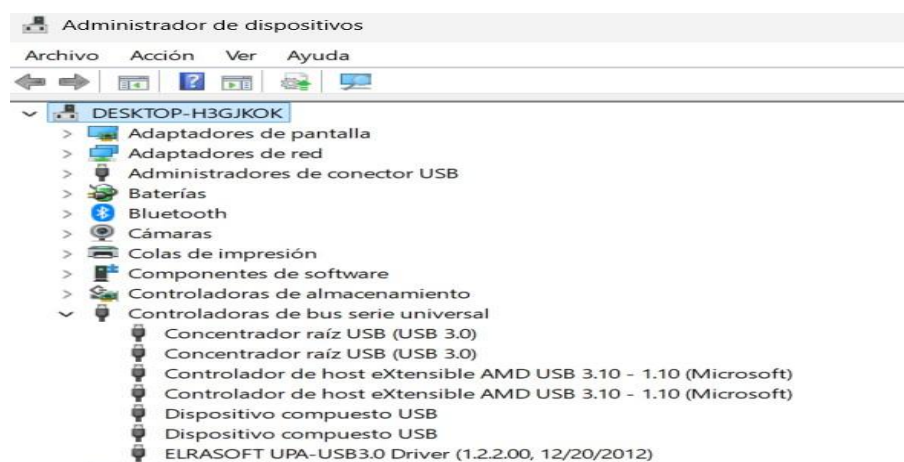 Administrador de dispositivos
Archivo Acción Ver Ayuda
DESKTOP-H3GJKOK
Adaptadores de pantalla
Adaptadores de red
Administradores de conector USB
Baterías
Bluetooth
Cámaras
Colas de impresión
Componentes de software
Controladoras de almacenamiento
Controladoras de bus serie universal
Concentrador raíz USB (USB 3.0)
Concentrador raíz USB (USB 3.0)
Controlador de host eXtensible AMD USB 3.10 - 1.10 (Microsoft)
Controlador de host eXtensible AMD USB 3.10 - 1.10 (Microsoft)
Dispositivo compuesto USB
Dispositivo compuesto USB
ELRASOFT UPA-USB3.0 Driver (1.2.2.00, 12/20/2012)